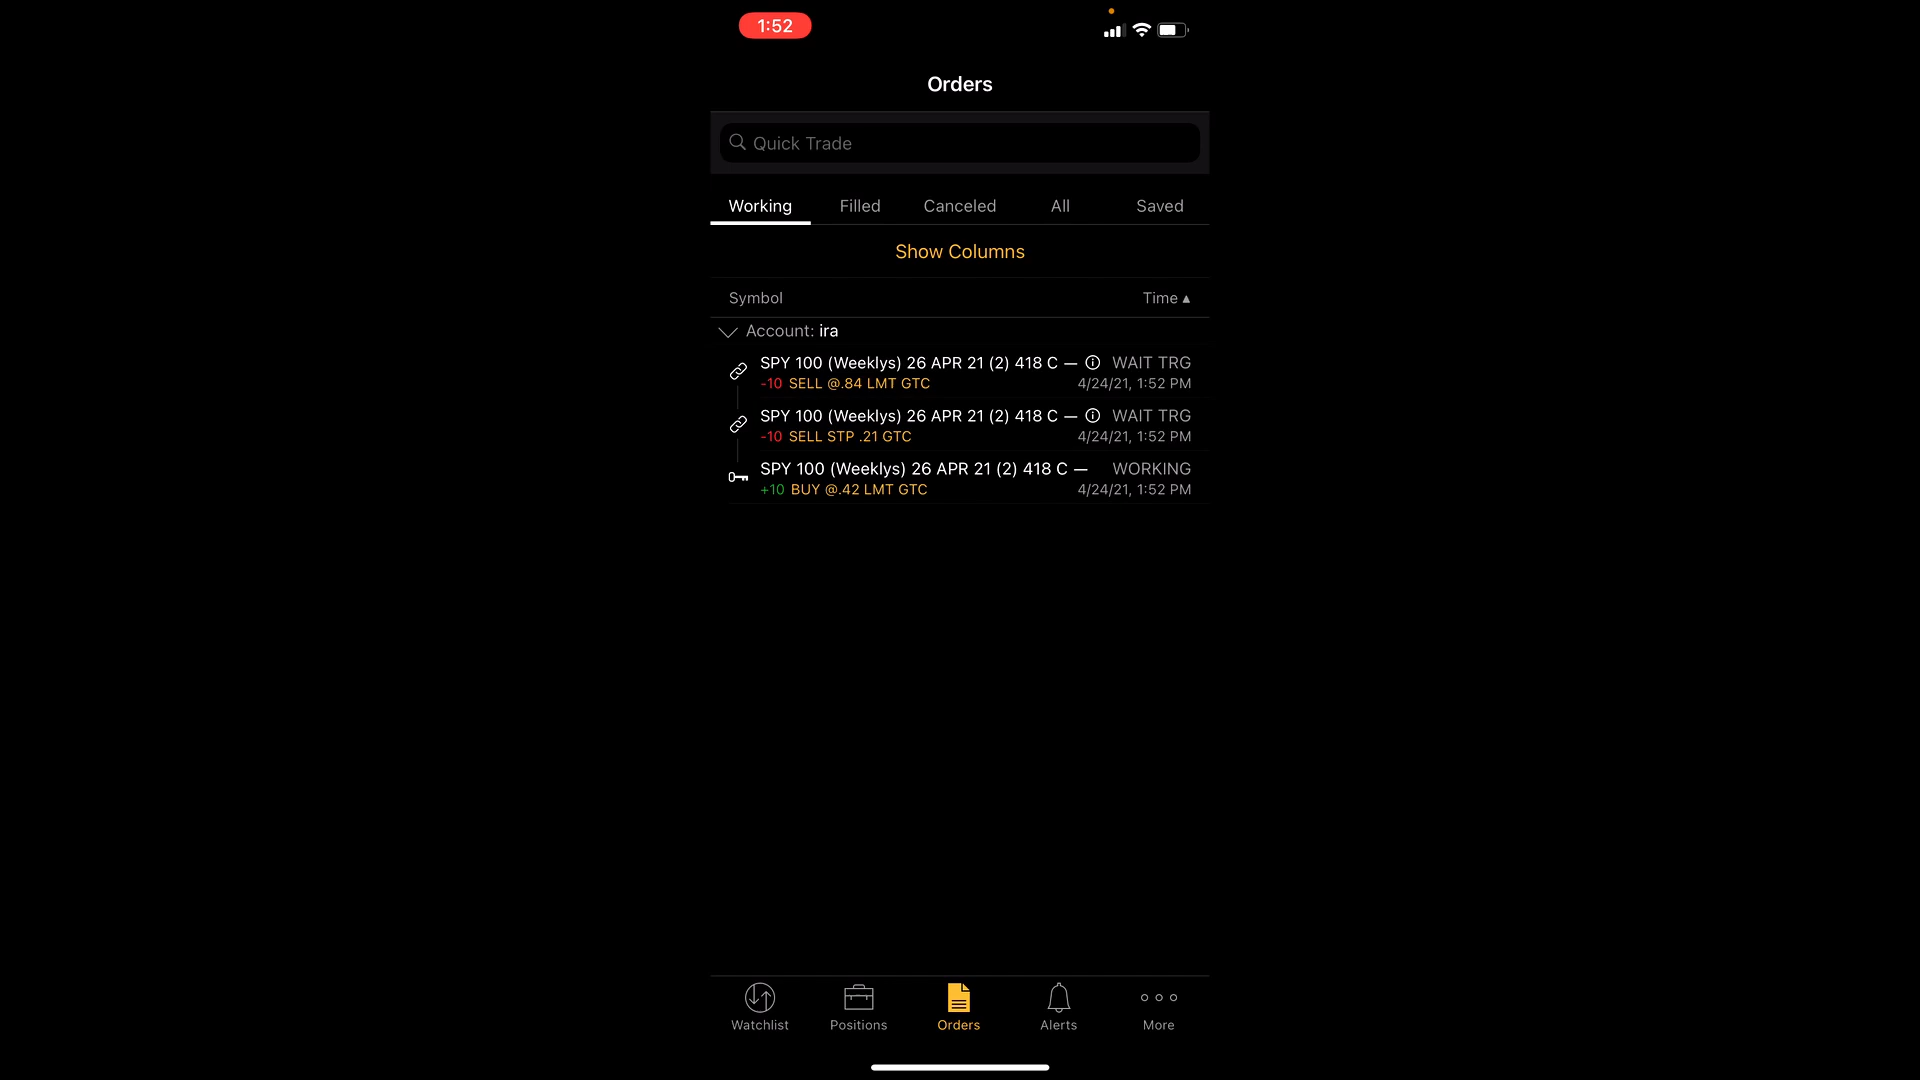 1:52
Orders
Quick Trade
Working Filled Canceled All Saved
Show Columns
Symbol Time ▲
Account: ira
SPY 100 (Weeklys) 26 APR 21 (2) 418 C — WAIT TRG
-10 SELL @.84 LMT GTC 4/24/21, 1:52 PM
SPY 100 (Weeklys) 26 APR 21 (2) 418 C — WAIT TRG
-10 SELL STP .21 GTC 4/24/21, 1:52 PM
SPY 100 (Weeklys) 26 APR 21 (2) 418 C — WORKING
+10 BUY @.42 LMT GTC 4/24/21, 1:52 PM
Watchlist Positions Orders Alerts More